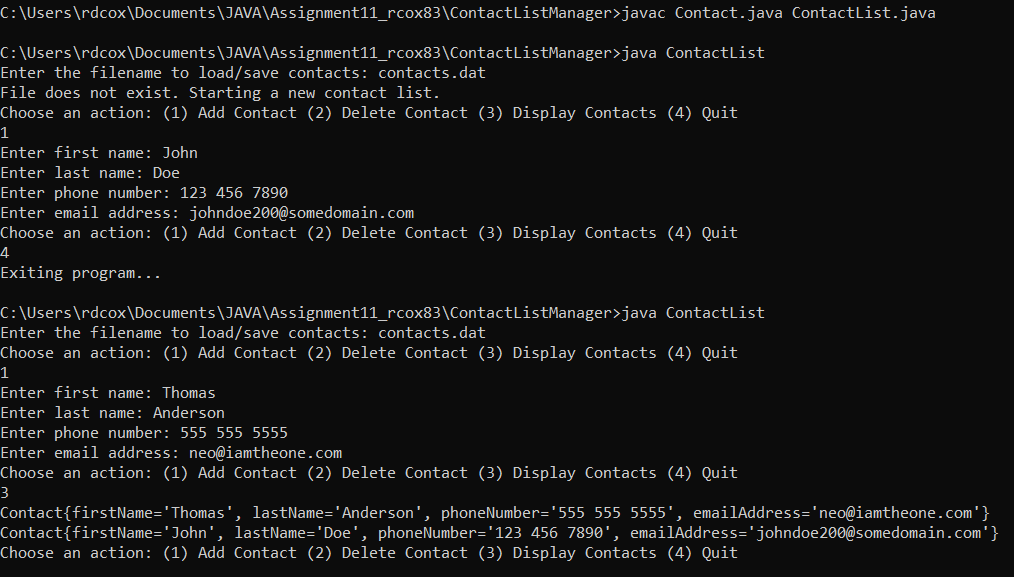 C:\Users\rdcox\Documents\JAVA\Assignment11_rcox83\ContactListManager>javac Contact.java ContactList.java
C:\Users\rdcox\Documents\JAVA\Assignment11_rcox83\ContactListManager>java ContactList
Enter the filename to load/save contacts: contacts.dat
File does not exist. Starting a new contact list.
Choose an action: (1) Add Contact (2) Delete Contact (3) Display Contacts (4) Quit
1
Enter first name: John
Enter last name: Doe
Enter phone number: 123 456 7890
Enter email address: johndoe200@somedomain.com
Choose an action: (1) Add Contact (2) Delete Contact (3) Display Contacts (4) Quit
4
Exiting program...
C:\Users\rdcox\Documents\JAVA\Assignment11_rcox83\ContactListManager>java ContactList
Enter the filename to load/save contacts: contacts.dat
Choose an action: (1) Add Contact (2) Delete Contact (3) Display Contacts (4) Quit
1
Enter first name: Thomas
Enter last name: Anderson
Enter phone number: 555 555 5555
Enter email address: neo@iamtheone.com
Choose an action: (1) Add Contact (2) Delete Contact (3) Display Contacts (4) Quit
3
Contact{firstName='Thomas', lastName='Anderson', phoneNumber='555 555 5555', emailAddress='neo@iamtheone.com'}
Contact{firstName='John', lastName='Doe', phoneNumber='123 456 7890', emailAddress='johndoe200@somedomain.com'}
Choose an action: (1) Add Contact (2) Delete Contact (3) Display Contacts (4) Quit